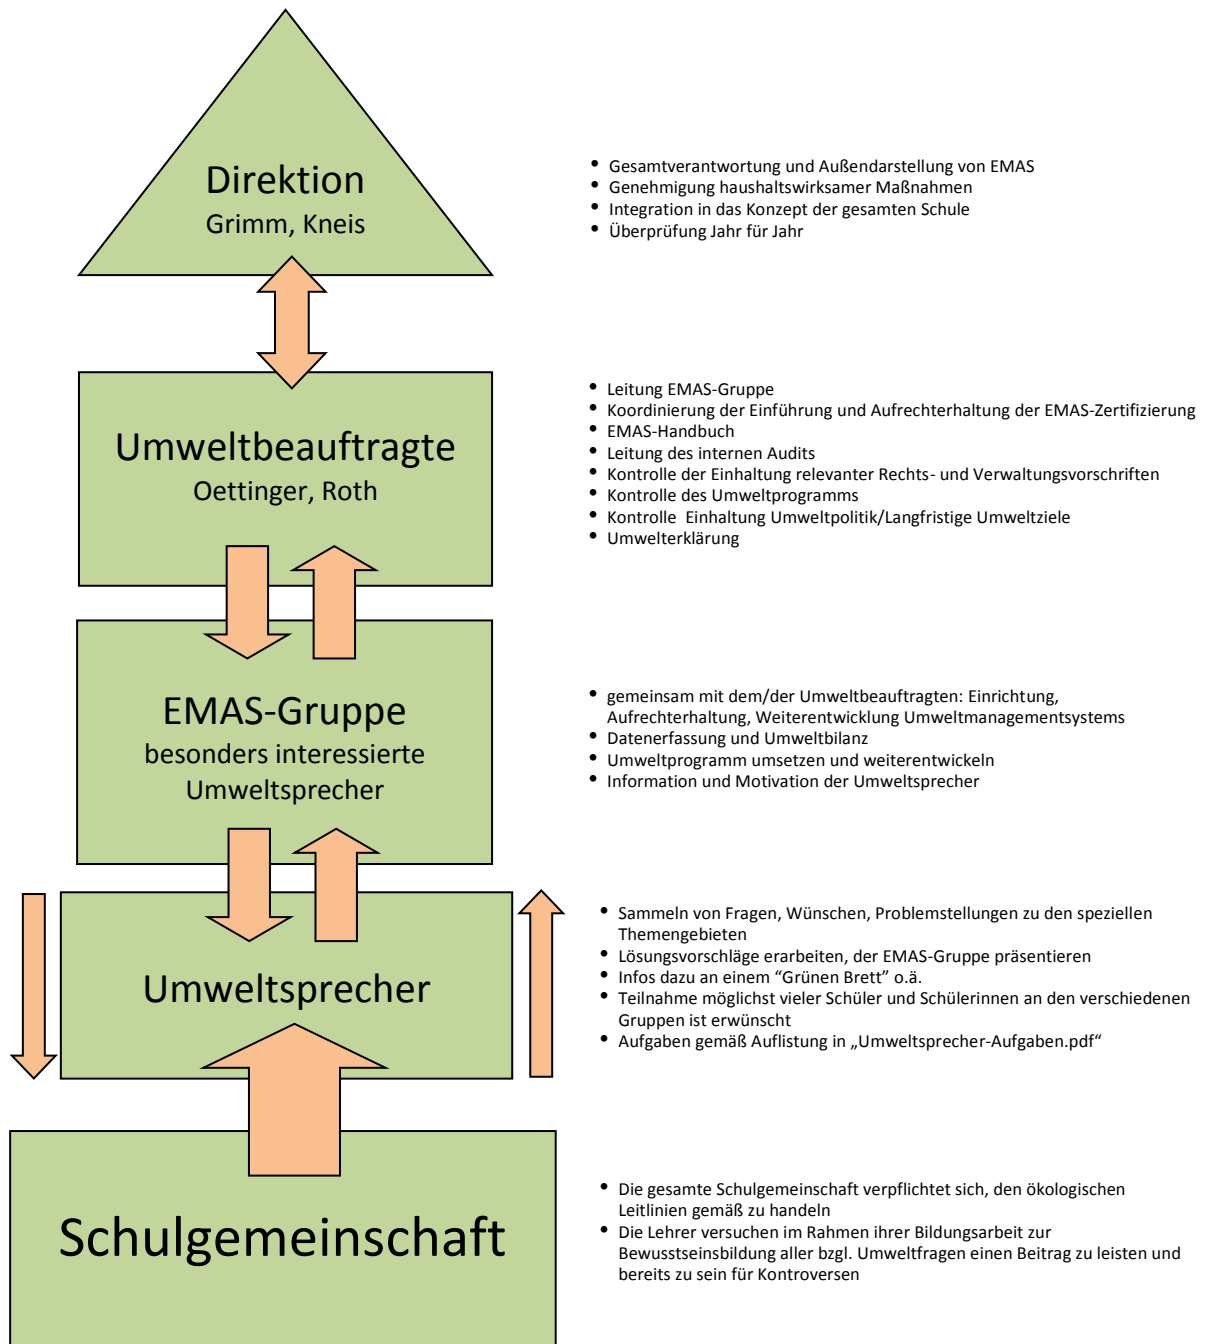 Direktion
Grimm, Kneis
• Gesamtverantwortung und Außendarstellung von EMAS
• Genehmigung haushaltswirksamer Maßnahmen
• Integration in das Konzept der gesamten Schule
• Überprüfung Jahr für Jahr
Umweltbeauftragte
Oettinger, Roth
• Leitung EMAS-Gruppe
• Koordinierung der Einführung und Aufrechterhaltung der EMAS-Zertifizierung
• EMAS-Handbuch
• Leitung des internen Audits
• Kontrolle der Einhaltung relevanter Rechts- und Verwaltungsvorschriften
• Kontrolle des Umweltprogramms
• Kontrolle Einhaltung Umweltpolitik/Langfristige Umweltziele
• Umwelterklärung
EMAS-Gruppe
besonders interessierte
Umweltsprecher
• gemeinsam mit dem/der Umweltbeauftragten: Einrichtung,
Aufrechterhaltung, Weiterentwicklung Umweltmanagementsystems
• Datenerfassung und Umweltbilanz
• Umweltprogramm umsetzen und weiterentwickeln
• Information und Motivation der Umweltsprecher
Umweltsprecher
• Sammeln von Fragen, Wünschen, Problemstellungen zu den speziellen
Themengebieten
• Lösungsvorschläge erarbeiten, der EMAS-Gruppe präsentieren
• Infos dazu an einem “Grünen Brett” o.ä.
• Teilnahme möglichst vieler Schüler und Schülerinnen an den verschiedenen
Gruppen ist erwünscht
• Aufgaben gemäß Auflistung in „Umweltsprecher-Aufgaben.pdf“
Schulgemeinschaft
• Die gesamte Schulgemeinschaft verpflichtet sich, den ökologischen
Leitlinien gemäß zu handeln
• Die Lehrer versuchen im Rahmen ihrer Bildungsarbeit zur
Bewusstseinsbildung aller bzgl. Umweltfragen einen Beitrag zu leisten und
bereits zu sein für Kontroversen